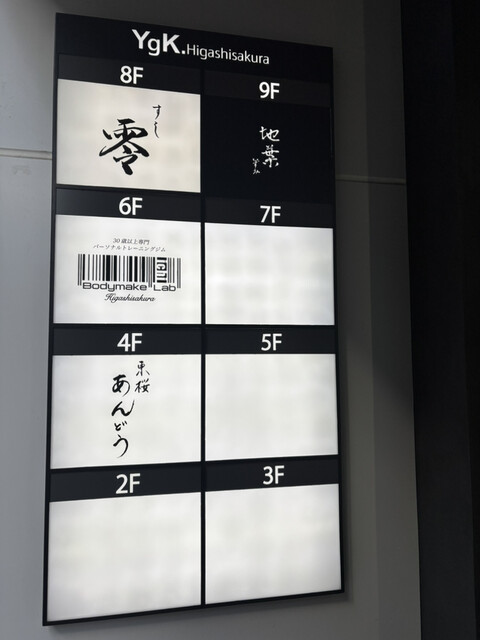 YgK.Higashisakura
8F
すし
零
9F
地葉
6F
30歳以上専門
パーソナルトレーニングジム
Bodymake Lab
Higashisakura
7F
4F
東桜
あんどう
5F
2F
3F